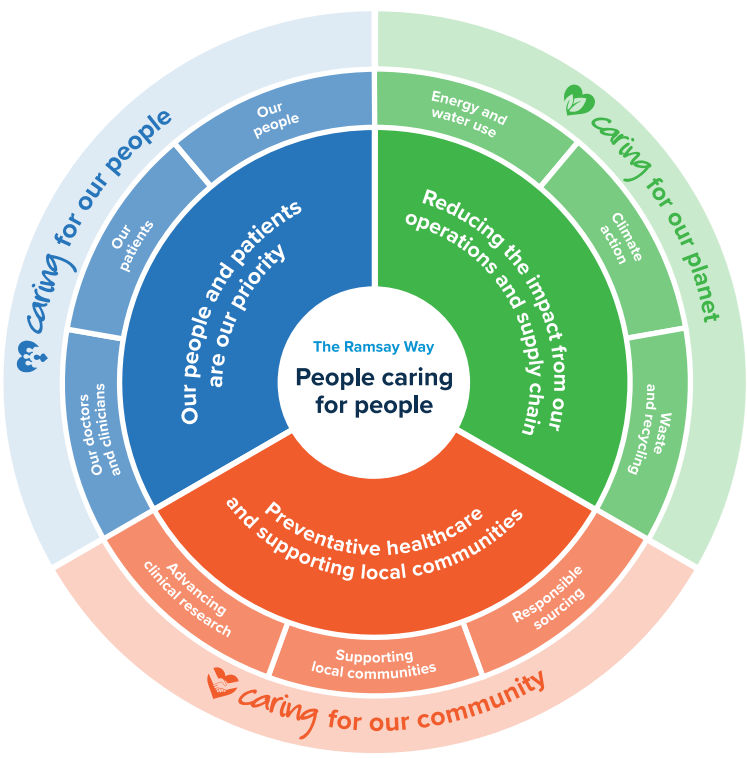 The Ramsay Way
People caring
for people
caring for our people
Our
people
Our
patients
Our doctors
and clinicians
Our people and patients
are our priority
caring for our planet
Energy and
water use
Climate
action
Waste
and recycling
Reducing the impact from our
operations and supply chain
Preventative healthcare
and supporting local communities
Advancing
clinical research
Supporting
local communities
Responsible
sourcing
caring for our community